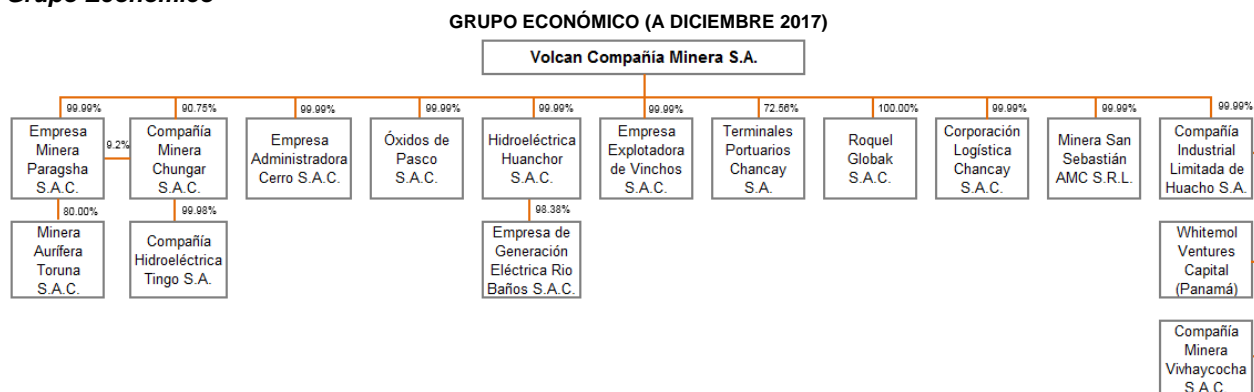 Grupo Económico
GRUPO ECONÓMICO (A DICIEMBRE 2017)
Volcan Compañía Minera S.A.
99.99%
90.75%
99.99%
99.99%
99.99%
99.99%
72.56%
100.00%
99.99%
99.99%
99.99%
Empresa
Minera
Paragsha
S.A.C.
9.2%
Compañía
Minera
Chungar
S.A.C.
Empresa
Administradora
Cerro S.A.C.
Óxidos de
Pasco
S.A.C.
Hidroeléctrica
Huanchor
S.A.C.
Empresa
Explotadora
de Vinchos
S.A.C.
Terminales
Portuarios
Chancay
S.A.
Roquel
Globak
S.A.C.
Corporación
Logística
Chancay
S.A.C.
Minera San
Sebastián
AMC S.R.L.
Compañía
Industrial
Limitada de
Huacho S.A.
80.00%
99.98%
98.38%
Minera
Aurífera
Toruna
S.A.C.
Compañía
Hidroeléctrica
Tingo S.A.
Empresa de
Generación
Eléctrica Rio
Baños S.A.C.
Whitemol
Ventures
Capital
(Panamá)
Compañía
Minera
Vivhaycocha
S.A.C.